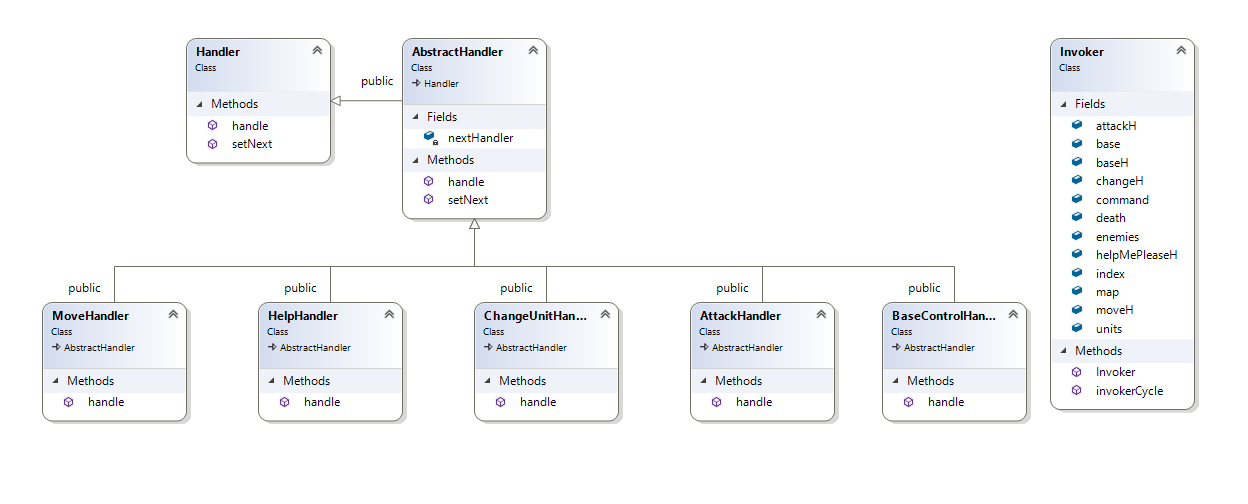 Handler
Class
Methods
handle
setNext
public
AbstractHandler
Class
Handler
Fields
nextHandler
Methods
handle
setNext
Invoker
Class
Fields
attackH
base
baseH
changeH
command
death
enemies
helpMePleaseH
index
map
moveH
units
Methods
Invoker
invokerCycle
public
MoveHandler
Class
AbstractHandler
Methods
handle
public
HelpHandler
Class
AbstractHandler
Methods
handle
public
ChangeUnitHan...
Class
AbstractHandler
Methods
handle
public
AttackHandler
Class
AbstractHandler
Methods
handle
public
BaseControlHan...
Class
AbstractHandler
Methods
handle